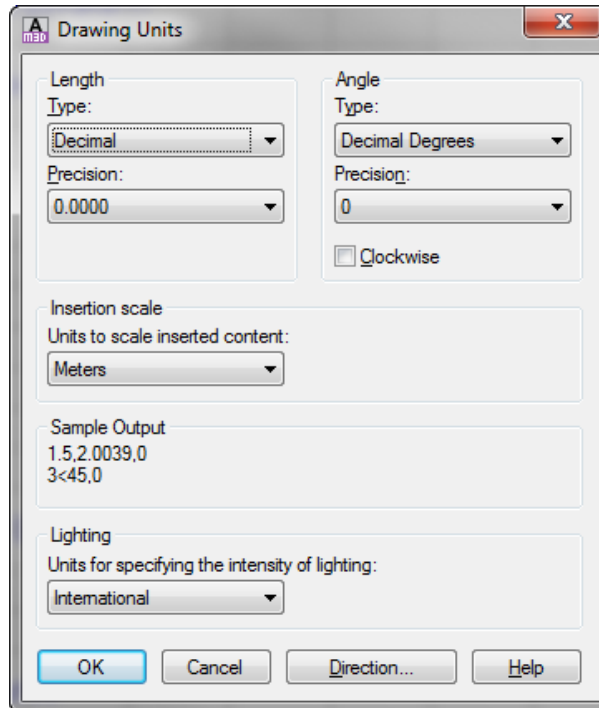 A
M3D
Drawing Units
X
Length
Type:
Decimal
Precision:
0.0000
Angle
Type:
Decimal Degrees
Precision:
0
Clockwise
Insertion scale
Units to scale inserted content:
Meters
Sample Output
1.5,2.0039,0
3<45,0
Lighting
Units for specifying the intensity of lighting:
International
OK
Cancel
Direction...
Help